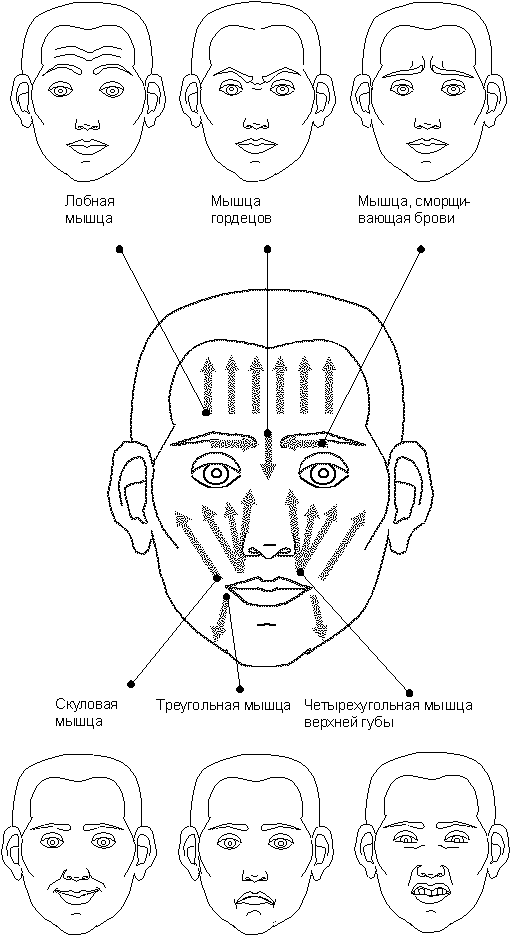 Лобная
мышца
Мышца
гордецов
Мышца, сморщи-
вающая брови
Скуловая
мышца
Треугольная мышца
Четырехугольная мышца
верхней губы